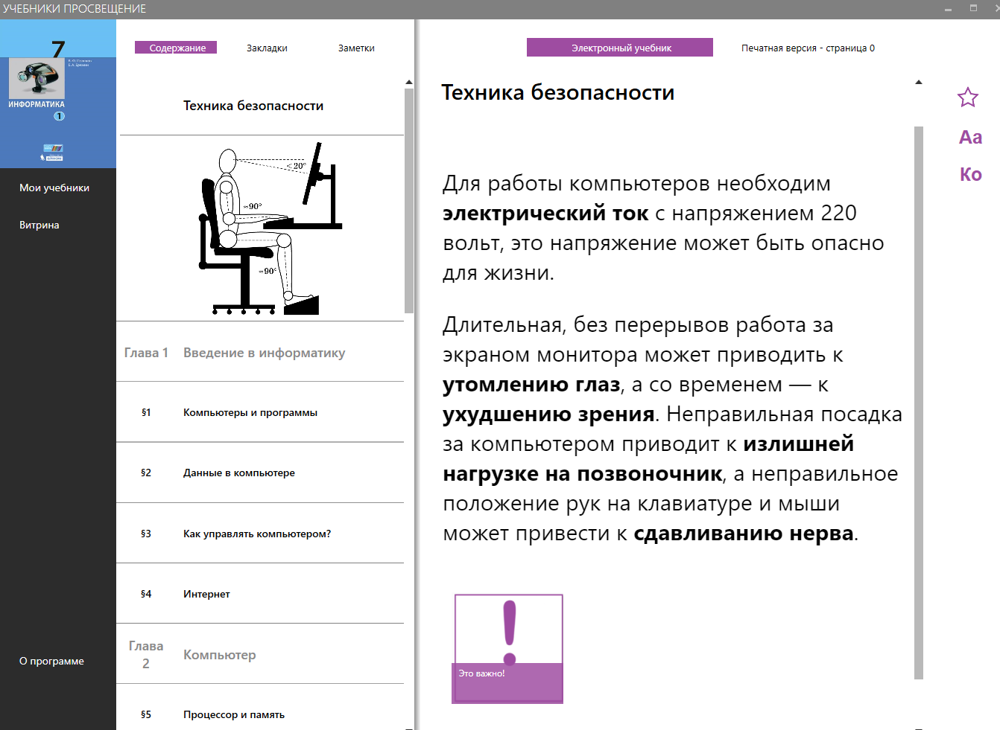 УЧЕБНИКИ ПРОСВЕЩЕНИЕ
7
ИНФОРМАТИКА
1
БИНОМ
Мои учебники
Витрина
О программе
Содержание
Закладки
Заметки
Техника безопасности
< 20°
≈90°
≈90°
Глава 1 Введение в информатику
§1 Компьютеры и программы
§2 Данные в компьютере
§3 Как управлять компьютером?
§4 Интернет
Глава
2
Компьютер
§5 Процессор и память
Электронный учебник
Печатная версия - страница 0
Техника безопасности
Для работы компьютеров необходим
электрический ток с напряжением 220
вольт, это напряжение может быть опасно
для жизни.
Длительная, без перерывов работа за
экраном монитора может приводить к
утомлению глаз, а со временем — к
ухудшению зрения. Неправильная посадка
за компьютером приводит к излишней
нагрузке на позвоночник, а неправильное
положение рук на клавиатуре и мыши
может привести к сдавливанию нерва.
!
Это важно!
Аа
Ко